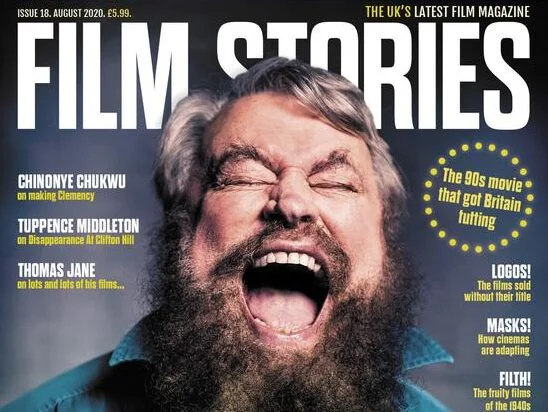 ISSUE 18. AUGUST 2020. £5.99.
THE UK'S LATEST FILM MAGAZINE
FILM STORIES
CHINONYE CHUKWU
on making Clemency
TUPPENCE MIDDLETON
on Disappearance At Clifton Hill
THOMAS JANE
on lots and lots of his films...
The 90s movie
that got Britain
tutting
LOGOS!
The films sold
without their title
MASKS!
How cinemas
are adapting
FILTH!
The fruity films
of the 1940s